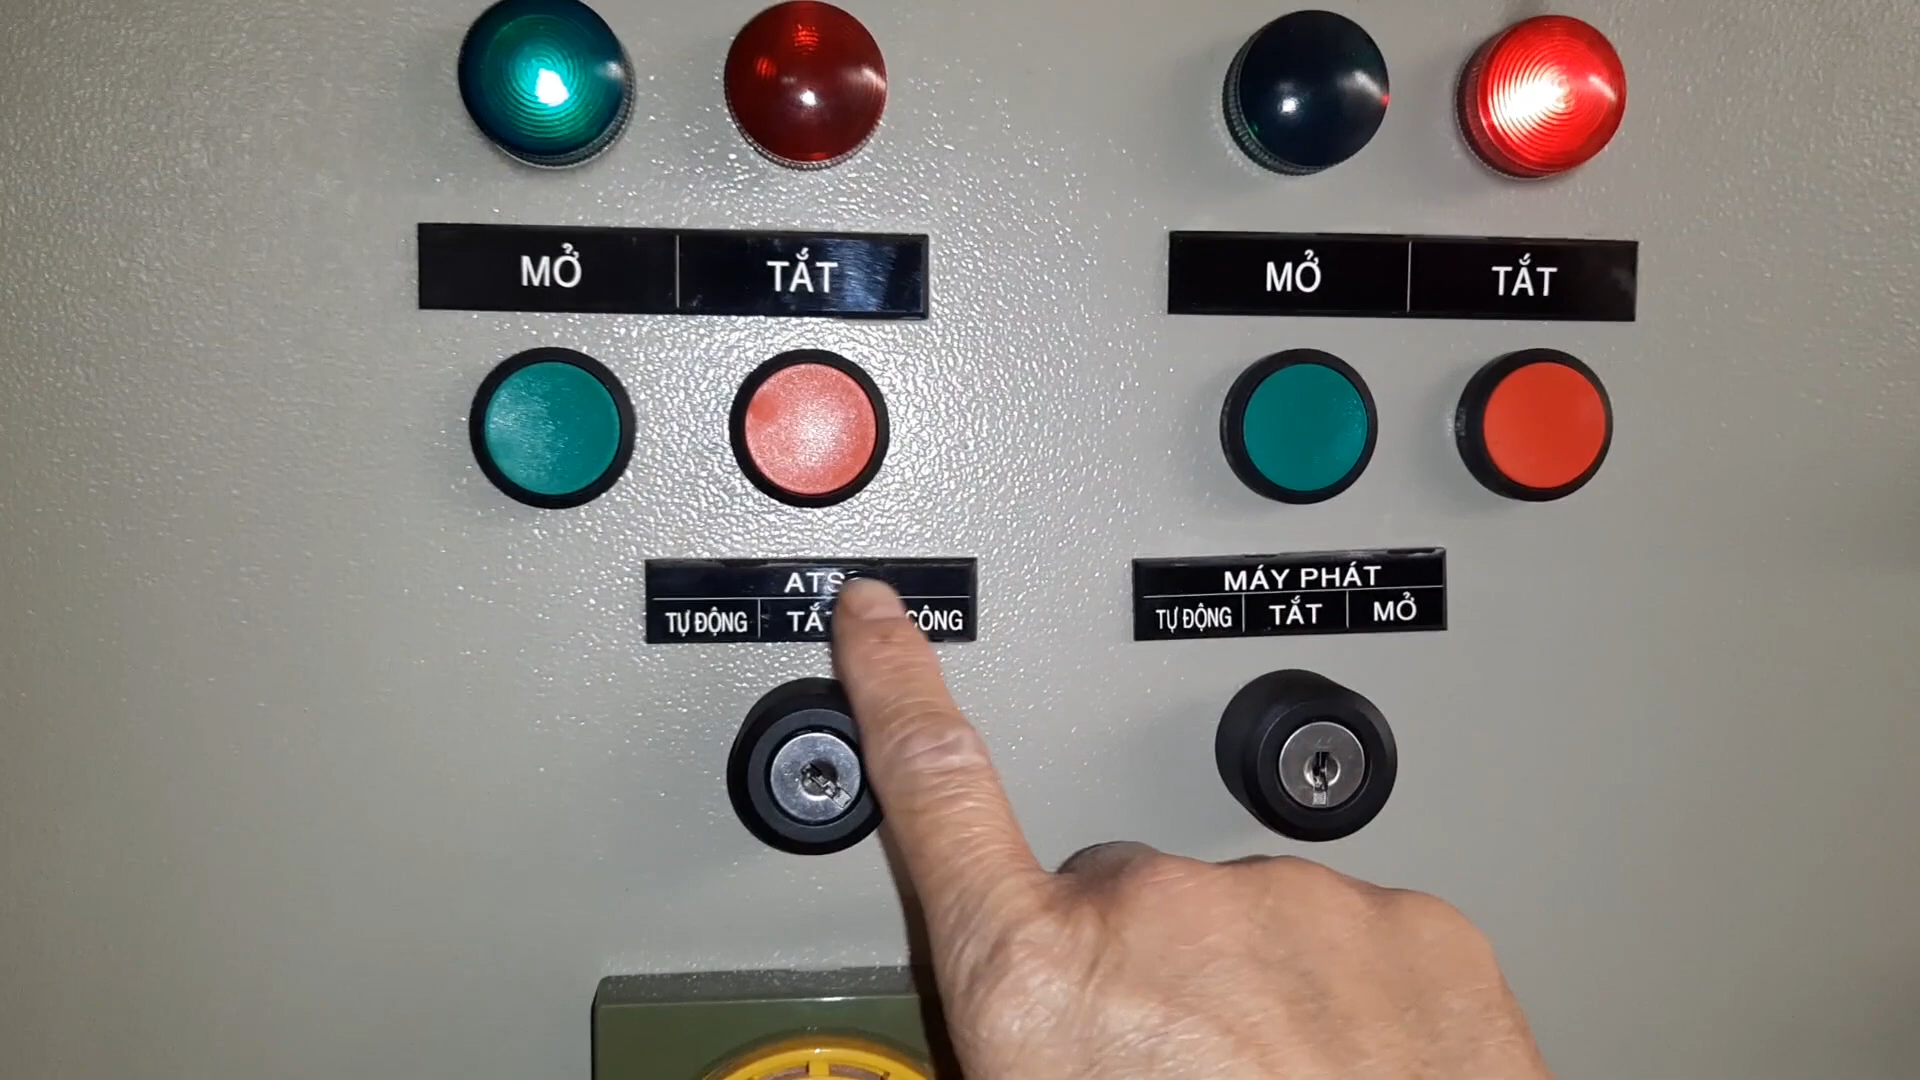 MỞ TẮT
MỞ TẮT
ATS
TỰ ĐỘNG CÔNG
MÁY PHÁT
TỰ ĐỘNG TẮT MỞ